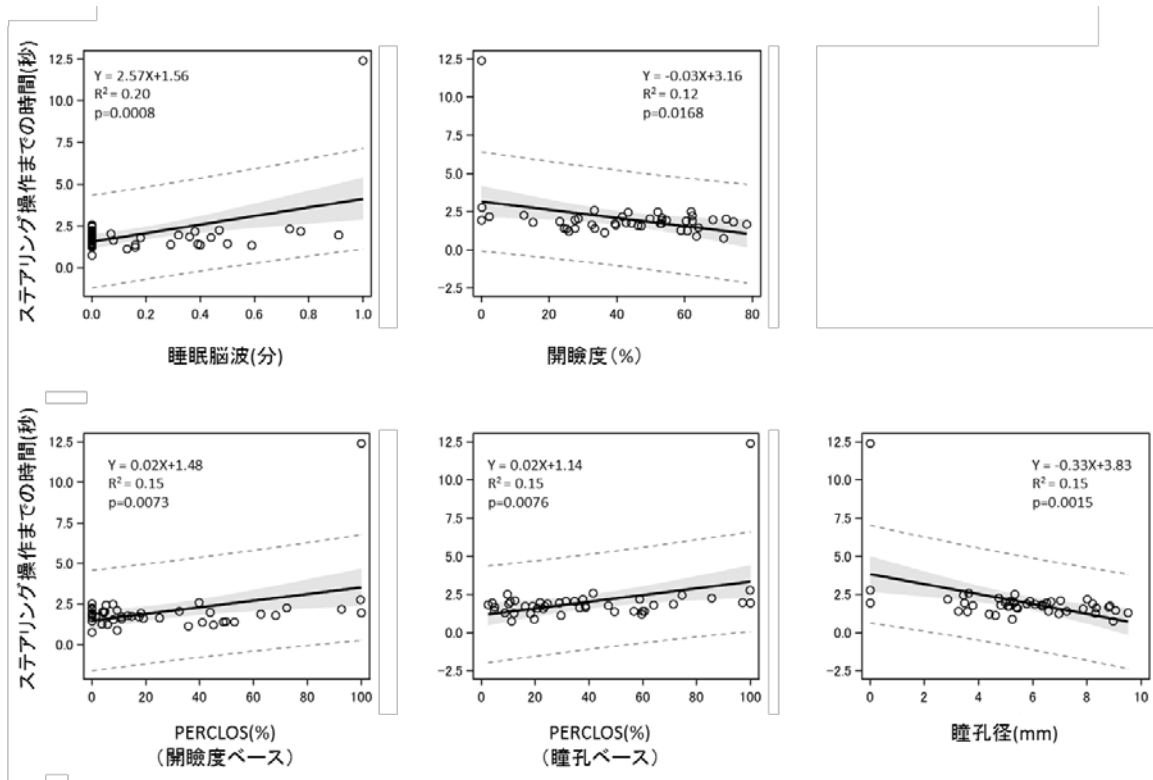 ステアリング操作までの時間(秒)
12.5
10.0
7.5
5.0
2.5
0.0
Y = 2.57X+1.56
R² = 0.20
p=0.0008
0.0 0.2 0.4 0.6 0.8 1.0
睡眠脳波(分)
12.5
10.0
7.5
5.0
2.5
0.0
−2.5
Y = -0.03X+3.16
R² = 0.12
p=0.0168
0 20 40 60 80
開瞼度(%)
ステアリング操作までの時間(秒)
12.5
10.0
7.5
5.0
2.5
0.0
Y = 0.02X+1.48
R² = 0.15
p=0.0073
0 20 40 60 80 100
PERCLOS(%)
(開瞼度ベース)
12.5
10.0
7.5
5.0
2.5
0.0
−2.5
Y = 0.02X+1.14
R² = 0.15
p=0.0076
0 20 40 60 80 100
PERCLOS(%)
(瞳孔ベース)
12.5
10.0
7.5
5.0
2.5
0.0
−2.5
Y = -0.33X+3.83
R² = 0.15
p=0.0015
0 2 4 6 8 10
瞳孔径(mm)